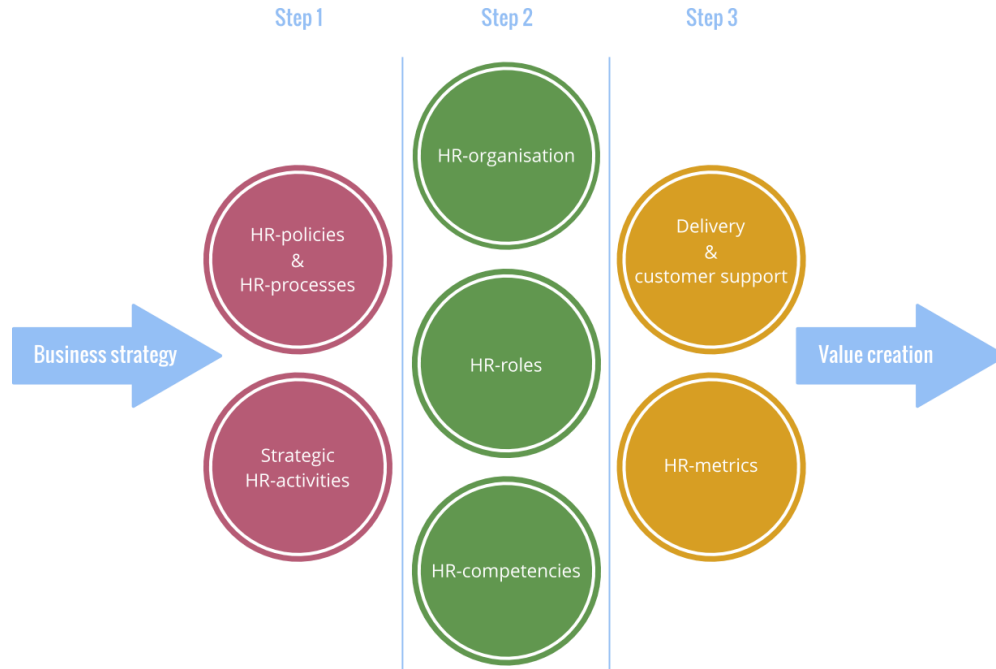 Step 1
Step 2
Step 3
Business strategy
HR-policies
&
HR-processes
Strategic
HR-activities
HR-organisation
HR-roles
HR-competencies
Delivery
&
customer support
HR-metrics
Value creation